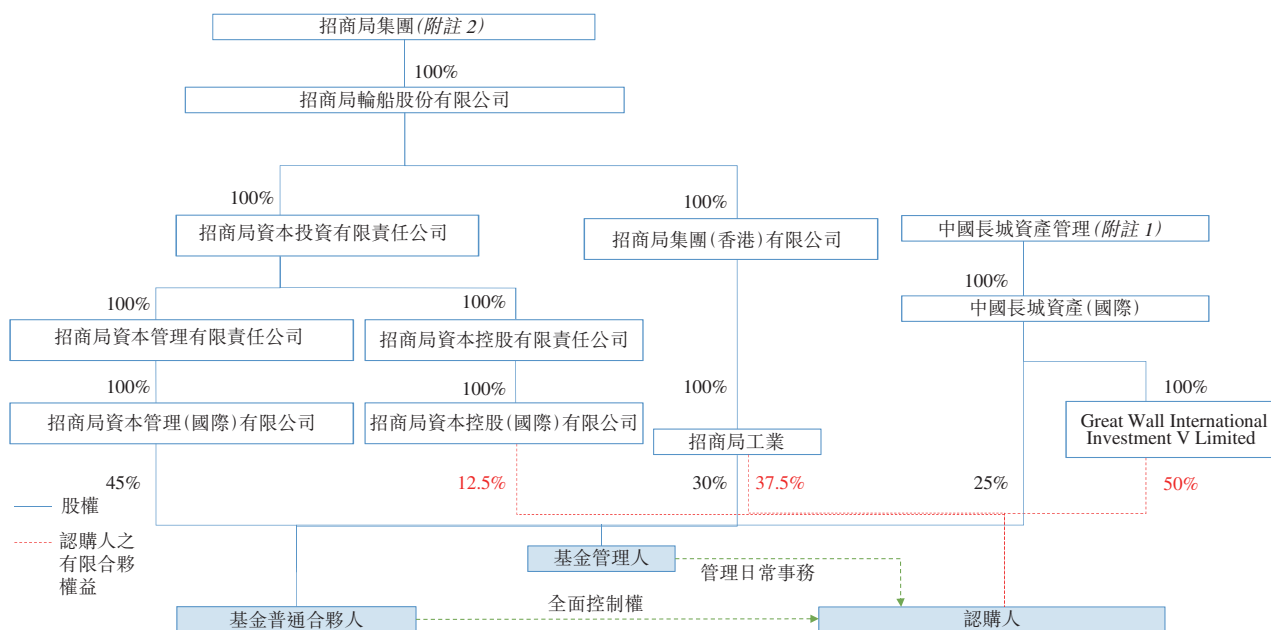 招商局集團(附註 2)
100%
招商局輪船股份有限公司
100%
100%
招商局資本投資有限責任公司
招商局集團(香港)有限公司
中國長城資產管理(附註 1)
100%
100%
100%
中國長城資產(國際)
招商局資本管理有限責任公司
招商局資本控股有限責任公司
100%
100%
100%
100%
招商局資本管理(國際)有限公司
招商局資本控股(國際)有限公司
招商局工業
Great Wall International
Investment V Limited
45%
12.5%
30%
37.5%
25%
50%
股權
認購人之
有限合夥
權益
基金管理人
管理日常事務
全面控制權
基金普通合夥人
認購人